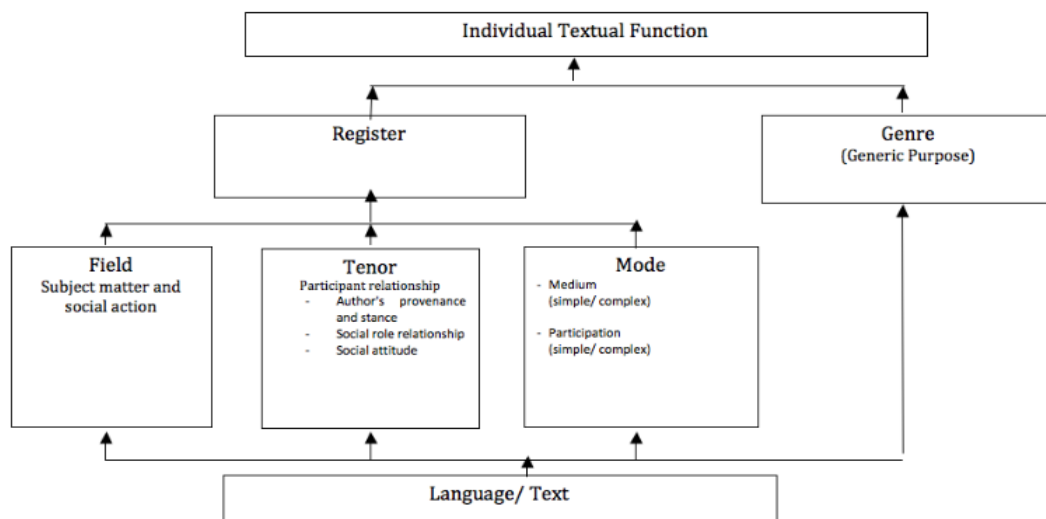 Individual Textual Function
Register
Genre
(Generic Purpose)
Field
Subject matter and
social action
Tenor
Participant relationship
- Author's provenance
and stance
- Social role relationship
- Social attitude
Mode
- Medium
(simple/ complex)
- Participation
(simple/ complex)
Language/ Text